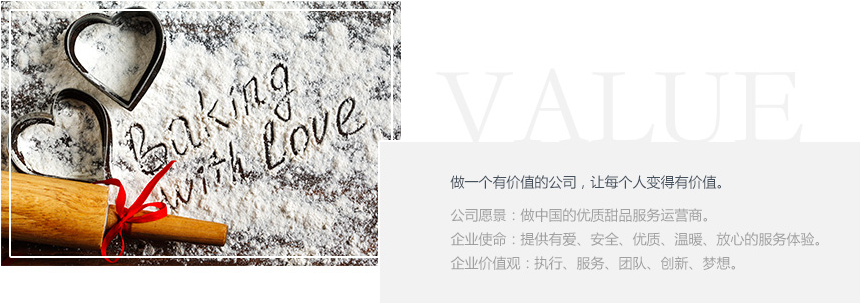 Baking
with Love
VALUE
做一个有价值的公司，让每个人变得有价值。
公司愿景：做中国的优质甜品服务运营商。
企业使命：提供有爱、安全、优质、温暖、放心的服务体验。
企业价值观：执行、服务、团队、创新、梦想。